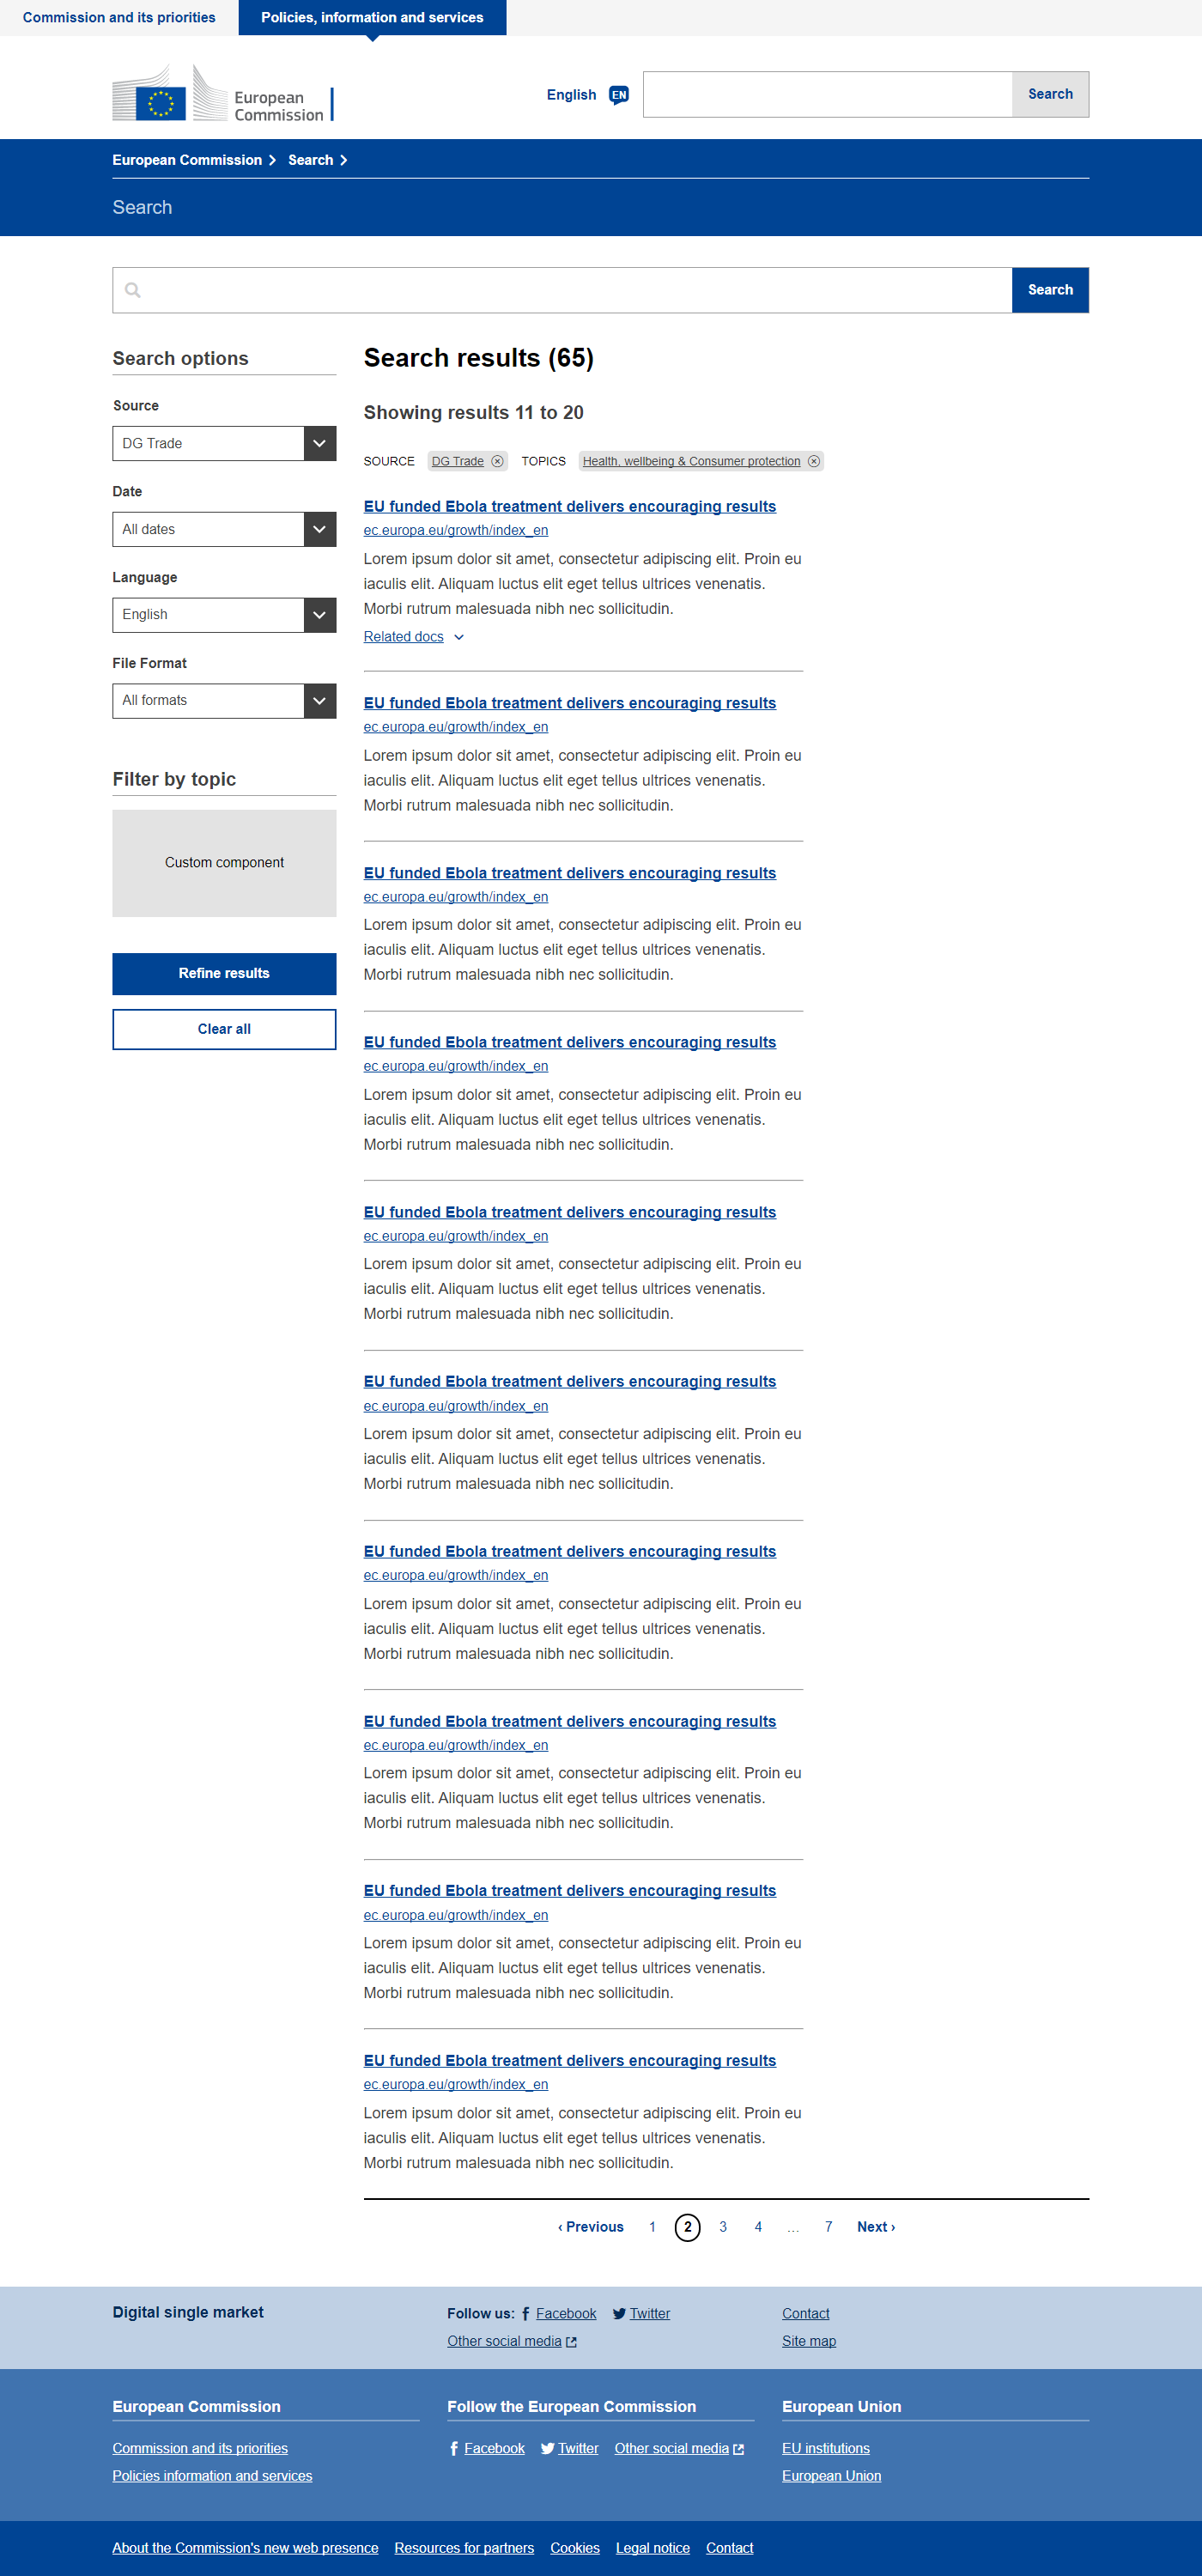 Commission and its priorities
Policies, information and services
European
Commission
English
EN
Search
European Commission
Search
Search
Search
Search options
Source
DG Trade
Date
All dates
Language
English
File Format
All formats
Filter by topic
Custom component
Refine results
Clear all
Search results (65)
Showing results 11 to 20
SOURCE DG Trade TOPICS Health, wellbeing & Consumer protection
EU funded Ebola treatment delivers encouraging results
ec.europa.eu/growth/index_en
Lorem ipsum dolor sit amet, consectetur adipiscing elit. Proin eu
iaculis elit. Aliquam luctus elit eget tellus ultrices venenatis.
Morbi rutrum malesuada nibh nec sollicitudin.
Related docs
EU funded Ebola treatment delivers encouraging results
ec.europa.eu/growth/index_en
Lorem ipsum dolor sit amet, consectetur adipiscing elit. Proin eu
iaculis elit. Aliquam luctus elit eget tellus ultrices venenatis.
Morbi rutrum malesuada nibh nec sollicitudin.
EU funded Ebola treatment delivers encouraging results
ec.europa.eu/growth/index_en
Lorem ipsum dolor sit amet, consectetur adipiscing elit. Proin eu
iaculis elit. Aliquam luctus elit eget tellus ultrices venenatis.
Morbi rutrum malesuada nibh nec sollicitudin.
EU funded Ebola treatment delivers encouraging results
ec.europa.eu/growth/index_en
Lorem ipsum dolor sit amet, consectetur adipiscing elit. Proin eu
iaculis elit. Aliquam luctus elit eget tellus ultrices venenatis.
Morbi rutrum malesuada nibh nec sollicitudin.
EU funded Ebola treatment delivers encouraging results
ec.europa.eu/growth/index_en
Lorem ipsum dolor sit amet, consectetur adipiscing elit. Proin eu
iaculis elit. Aliquam luctus elit eget tellus ultrices venenatis.
Morbi rutrum malesuada nibh nec sollicitudin.
EU funded Ebola treatment delivers encouraging results
ec.europa.eu/growth/index_en
Lorem ipsum dolor sit amet, consectetur adipiscing elit. Proin eu
iaculis elit. Aliquam luctus elit eget tellus ultrices venenatis.
Morbi rutrum malesuada nibh nec sollicitudin.
EU funded Ebola treatment delivers encouraging results
ec.europa.eu/growth/index_en
Lorem ipsum dolor sit amet, consectetur adipiscing elit. Proin eu
iaculis elit. Aliquam luctus elit eget tellus ultrices venenatis.
Morbi rutrum malesuada nibh nec sollicitudin.
EU funded Ebola treatment delivers encouraging results
ec.europa.eu/growth/index_en
Lorem ipsum dolor sit amet, consectetur adipiscing elit. Proin eu
iaculis elit. Aliquam luctus elit eget tellus ultrices venenatis.
Morbi rutrum malesuada nibh nec sollicitudin.
EU funded Ebola treatment delivers encouraging results
ec.europa.eu/growth/index_en
Lorem ipsum dolor sit amet, consectetur adipiscing elit. Proin eu
iaculis elit. Aliquam luctus elit eget tellus ultrices venenatis.
Morbi rutrum malesuada nibh nec sollicitudin.
EU funded Ebola treatment delivers encouraging results
ec.europa.eu/growth/index_en
Lorem ipsum dolor sit amet, consectetur adipiscing elit. Proin eu
iaculis elit. Aliquam luctus elit eget tellus ultrices venenatis.
Morbi rutrum malesuada nibh nec sollicitudin.
‹ Previous 1 2 3 4 ... 7 Next ›
Digital single market
Follow us: Facebook Twitter
Other social media
Contact
Site map
European Commission
Commission and its priorities
Policies information and services
Follow the European Commission
Facebook Twitter Other social media
European Union
EU institutions
European Union
About the Commission's new web presence Resources for partners Cookies Legal notice Contact